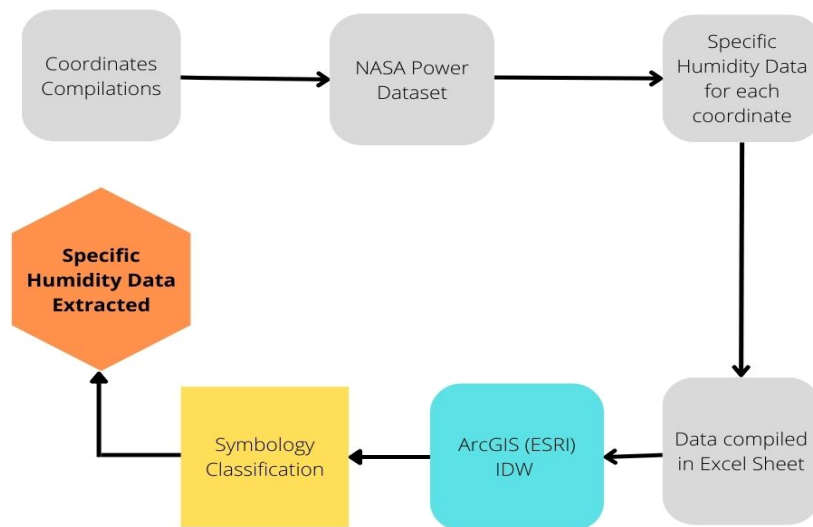 Coordinates
Compilations
NASA Power
Dataset
Specific
Humidity Data
for each
coordinate
Data compiled
in Excel Sheet
ArcGIS (ESRI)
IDW
Symbology
Classification
Specific
Humidity Data
Extracted